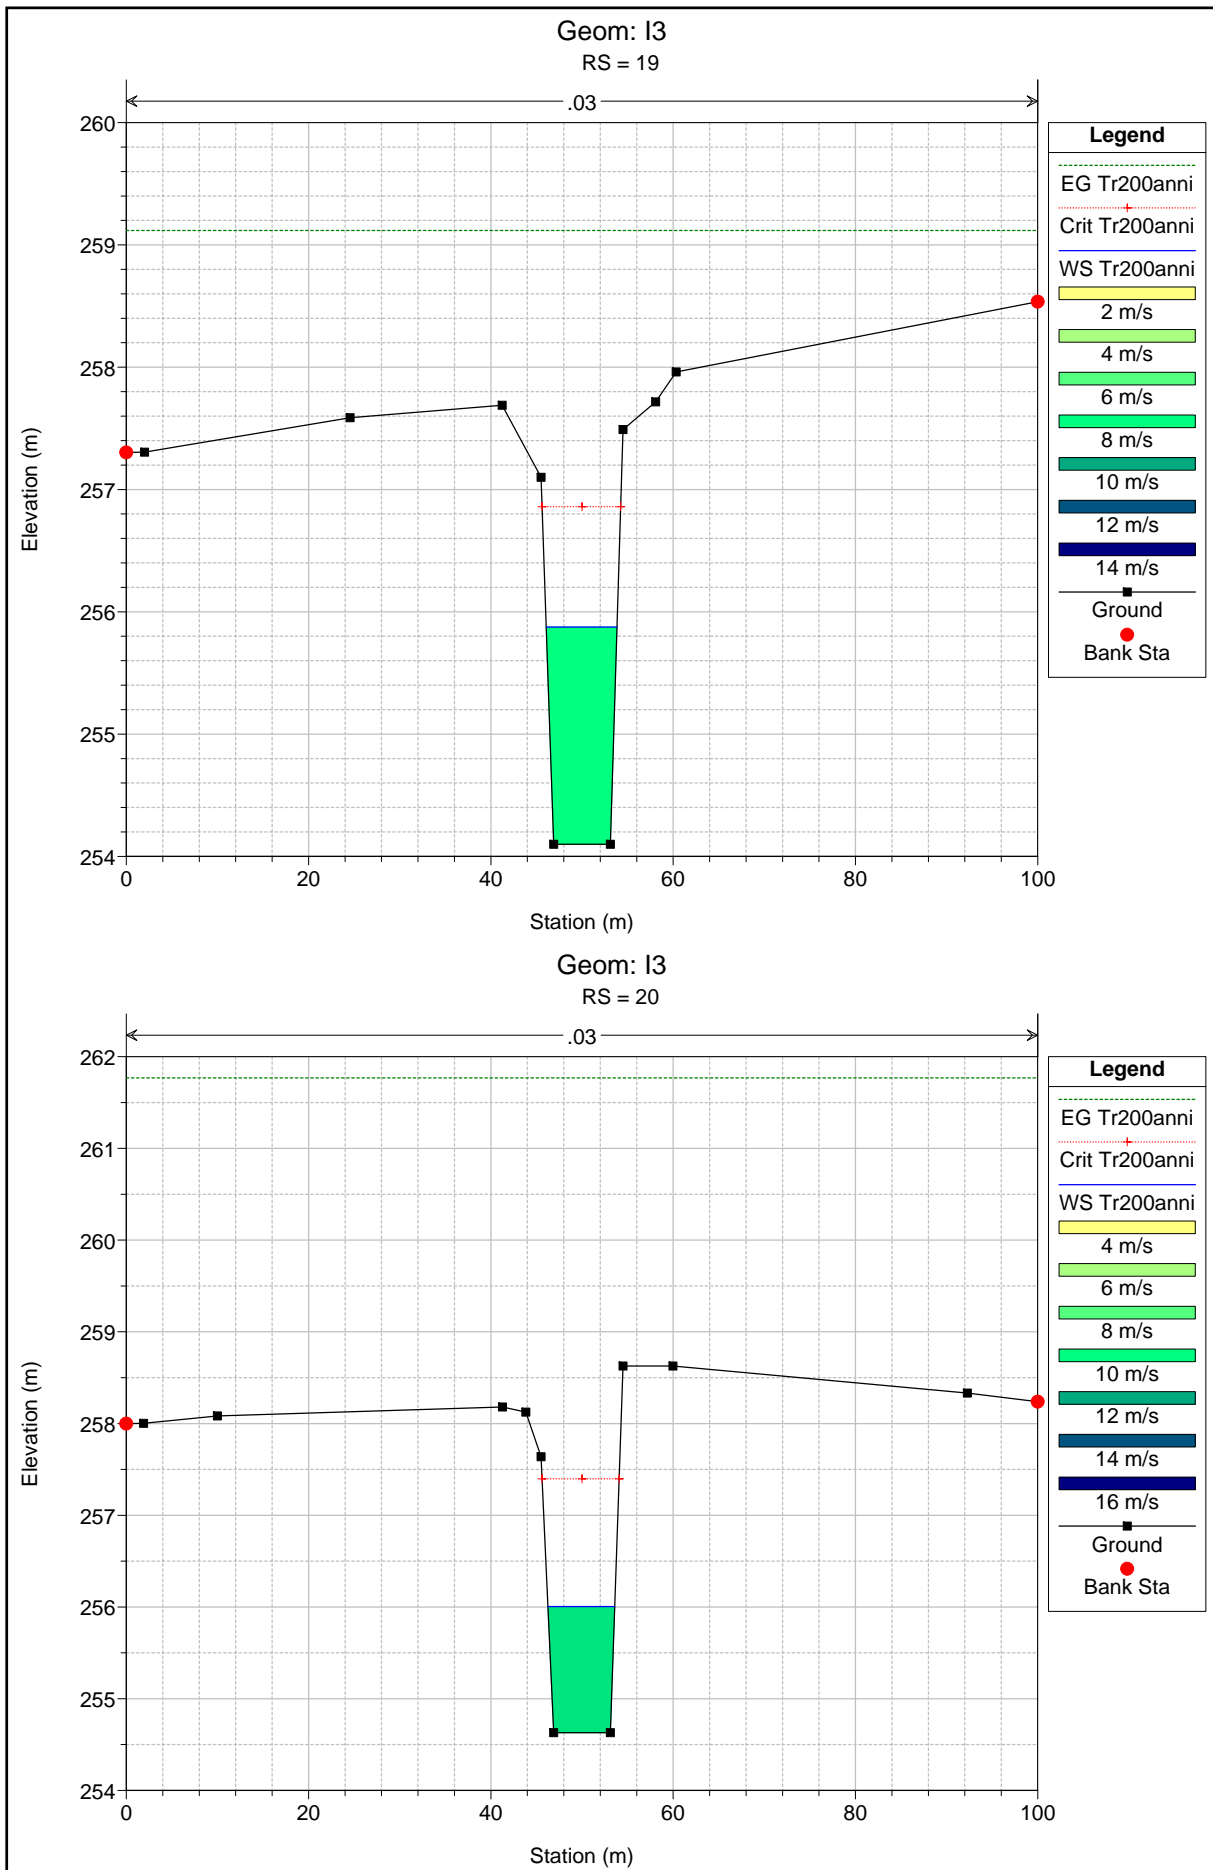 Geom: I3
RS = 19
.03
260
259
258
257
256
255
254
0
20
40
60
80
100
Elevation (m)
Station (m)
Legend
EG Tr200anni
Crit Tr200anni
WS Tr200anni
2 m/s
4 m/s
6 m/s
8 m/s
10 m/s
12 m/s
14 m/s
Ground
Bank Sta
Geom: I3
RS = 20
.03
262
261
260
259
258
257
256
255
254
0
20
40
60
80
100
Elevation (m)
Station (m)
Legend
EG Tr200anni
Crit Tr200anni
WS Tr200anni
4 m/s
6 m/s
8 m/s
10 m/s
12 m/s
14 m/s
16 m/s
Ground
Bank Sta